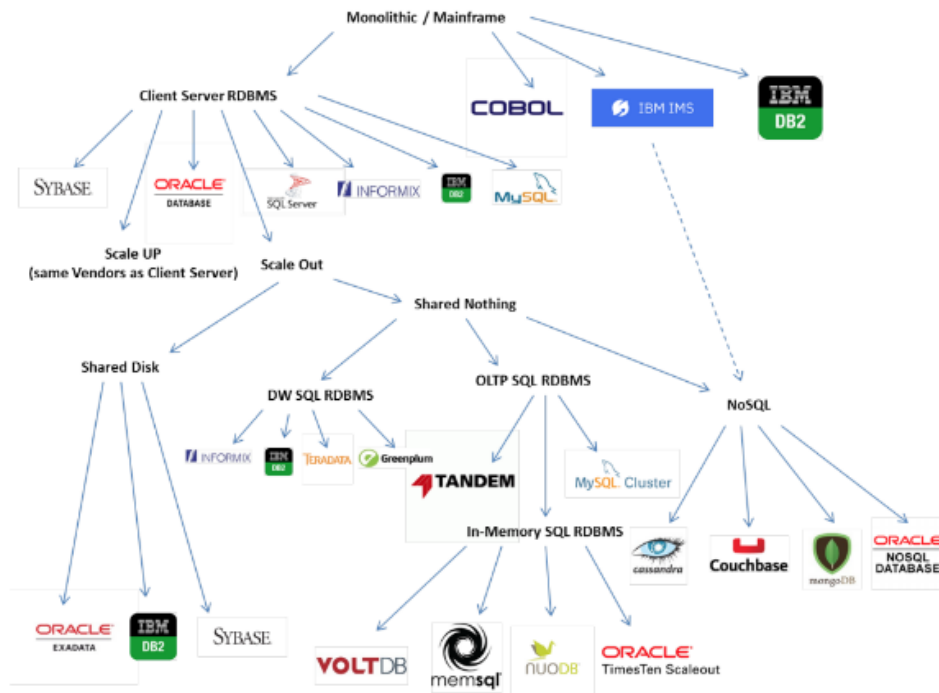 Monolithic / Mainframe
Client Server RDBMS
COBOL
IBM IMS
IBM
DB2
SYBASE
ORACLE
DATABASE
SQL Server
INFORMIX
IBM
DB2
MySQL
Scale UP
(same Vendors as Client Server)
Scale Out
Shared Nothing
Shared Disk
DW SQL RDBMS
OLTP SQL RDBMS
NoSQL
INFORMIX
IBM
DB2
TERADATA
Greenplum
TANDEM
MySQL Cluster
In-Memory SQL RDBMS
cassandra
Couchbase
mongoDB
ORACLE
NOSQL
DATABASE
ORACLE
EXADATA
IBM
DB2
SYBASE
VOLTDB
memsql
NUODB
ORACLE
TimesTen Scaleout